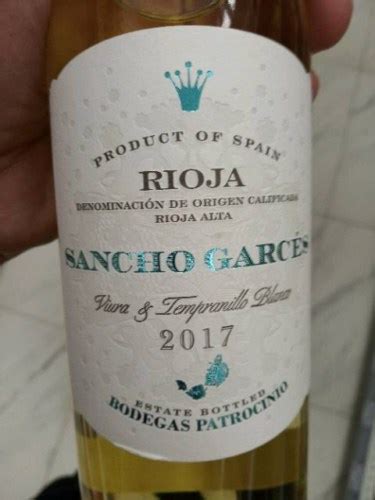 PRODUCT OF SPAIN
RIOJA
DENOMINACIÓN DE ORIGEN CALIFICADA
RIOJA ALTA
SANCHO GARCÉS
Viura & Tempranillo Blanco
2017
ESTATE BOTTLED
BODEGAS PATROCINIO